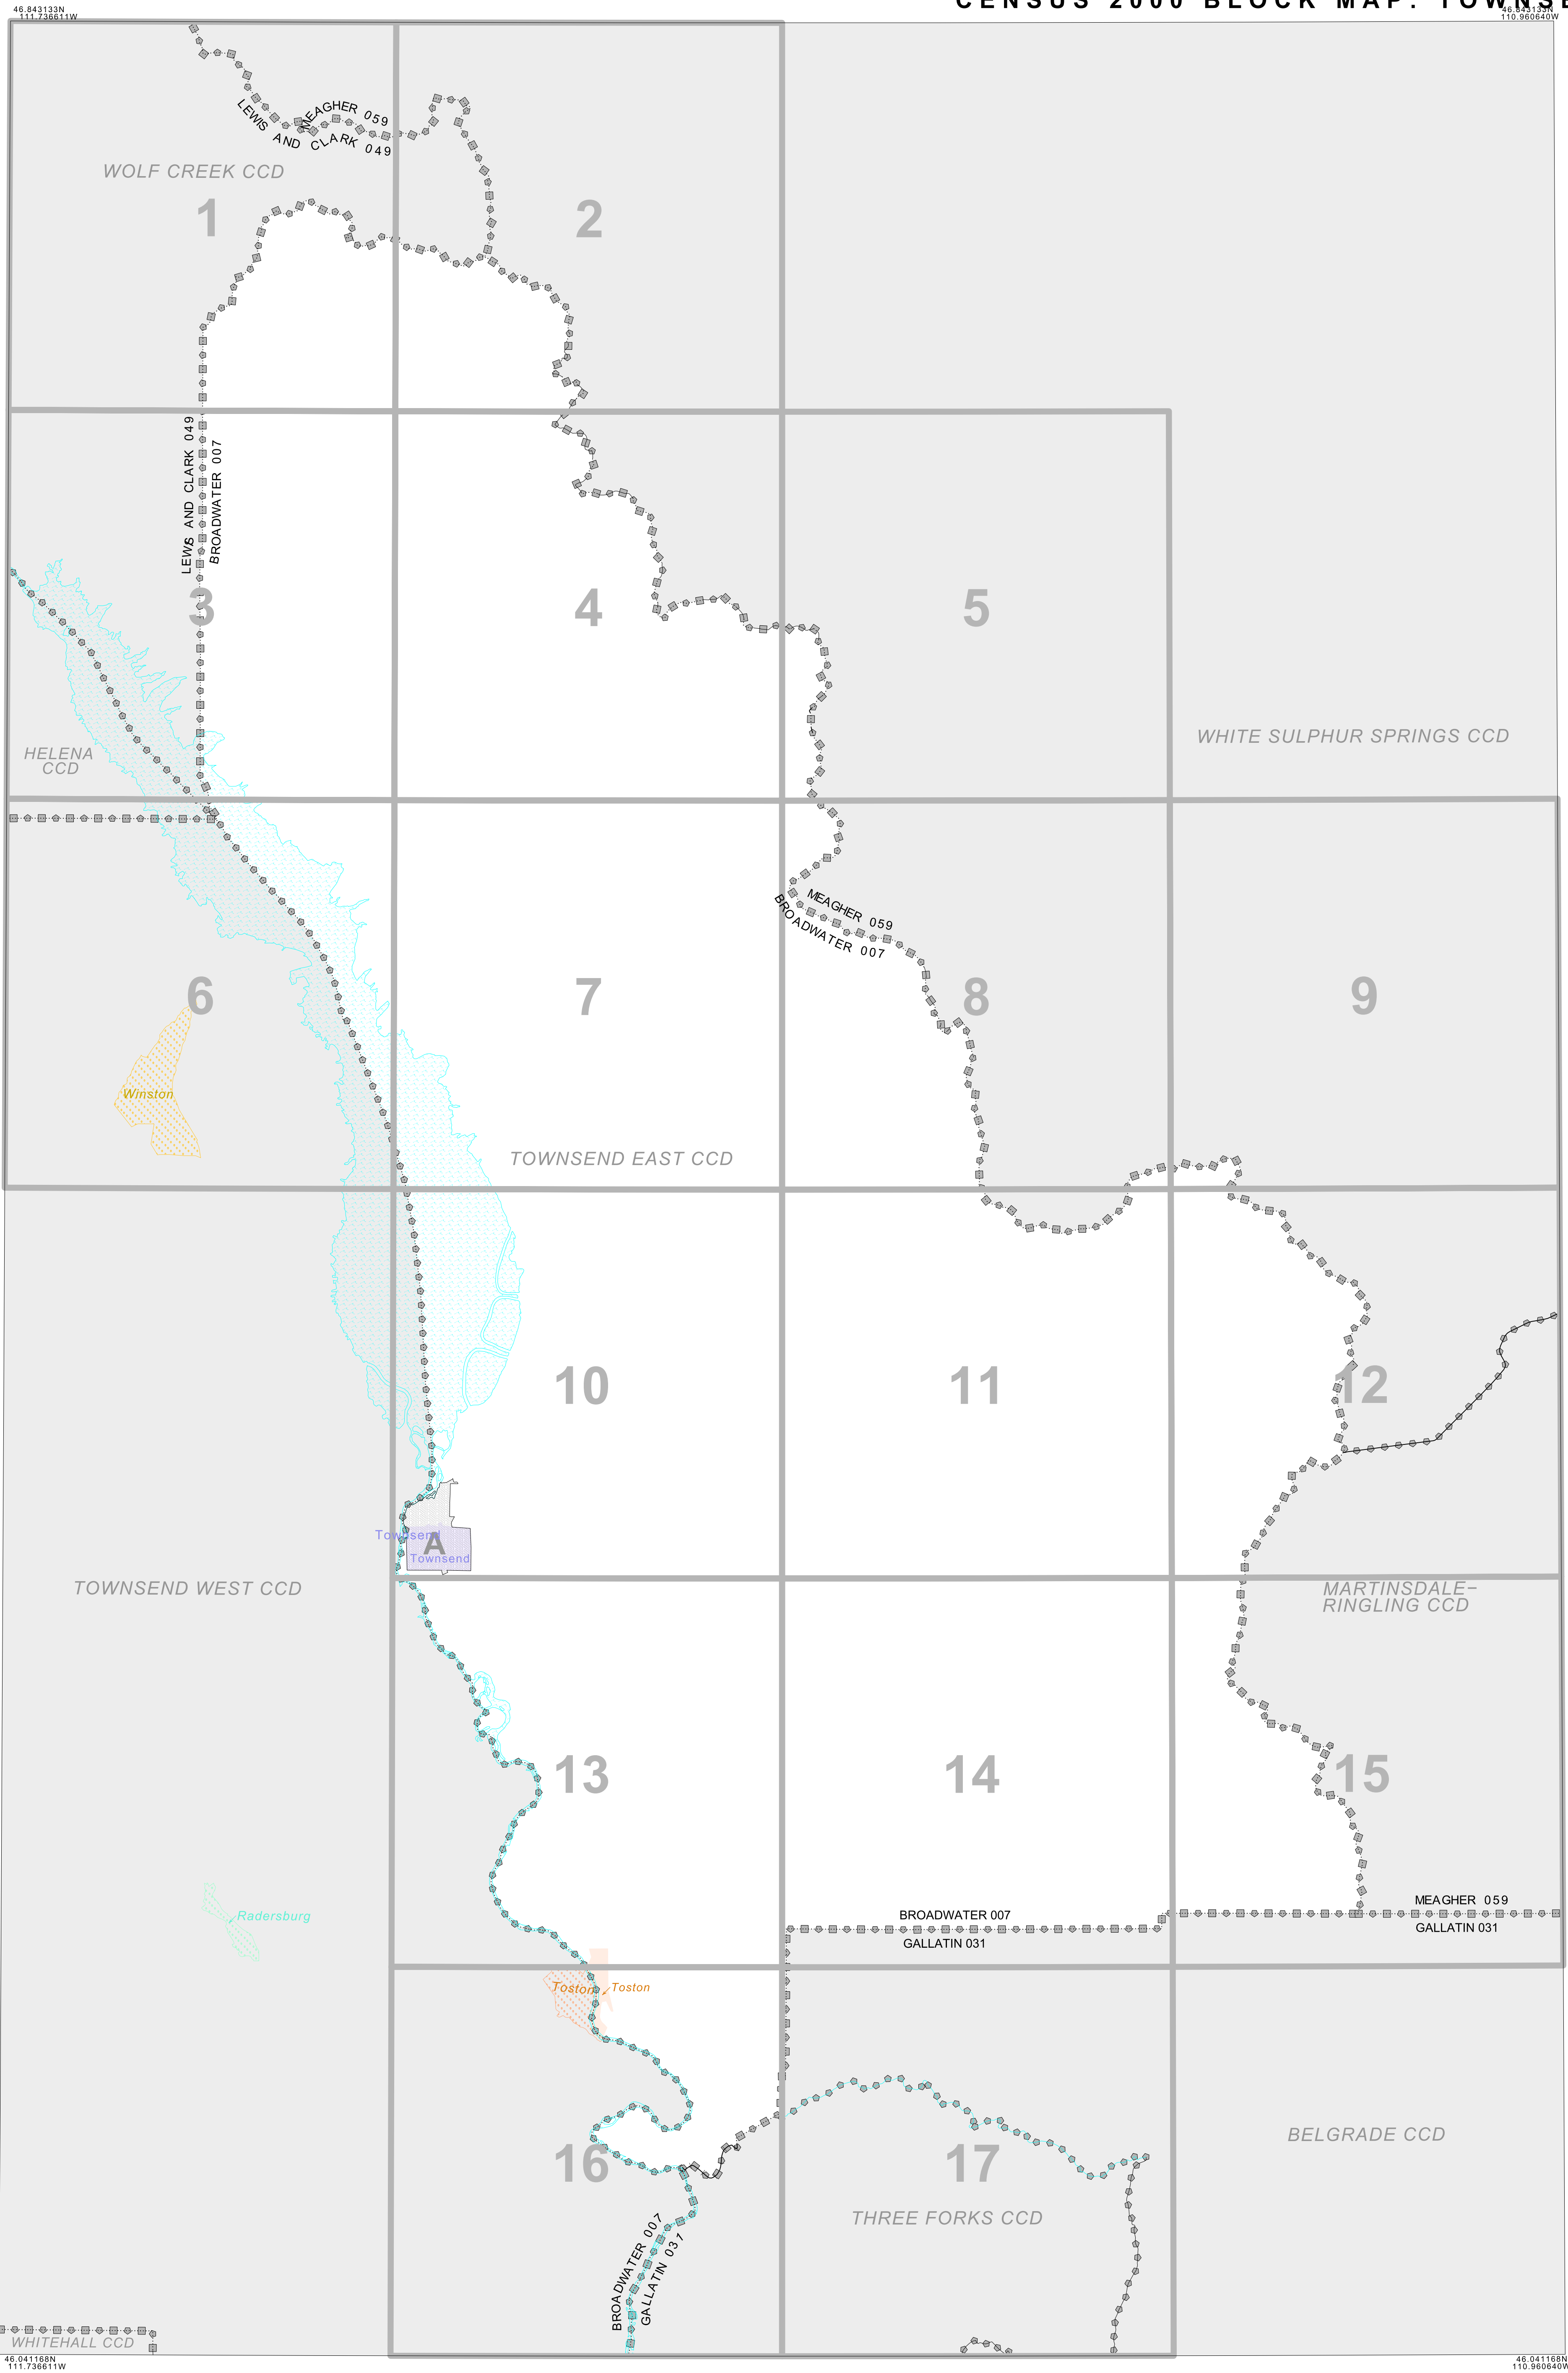 CENSUS 2000 BLOCK MAP: TOWNSE
46.843133N
111.736611W
46.843133N
110.960640W
MEAGHER 059
LEWIS AND CLARK 049
WOLF CREEK CCD
1
2
LEWIS AND CLARK 049
BROADWATER 007
3
4
5
WHITE SULPHUR SPRINGS CCD
HELENA
CCD
MEAGHER 059
BROADWATER 007
6
7
8
9
Winston
TOWNSEND EAST CCD
10
11
12
Townsend
A
Townsend
TOWNSEND WEST CCD
MARTINSDALE-
RINGLING CCD
13
14
15
MEAGHER 059
GALLATIN 031
BROADWATER 007
GALLATIN 031
Radersburg
Toston
Toston
BELGRADE CCD
16
17
THREE FORKS CCD
BROADWATER 007
GALLATIN 031
WHITEHALL CCD
46.041168N
111.736611W
46.041168N
110.960640W